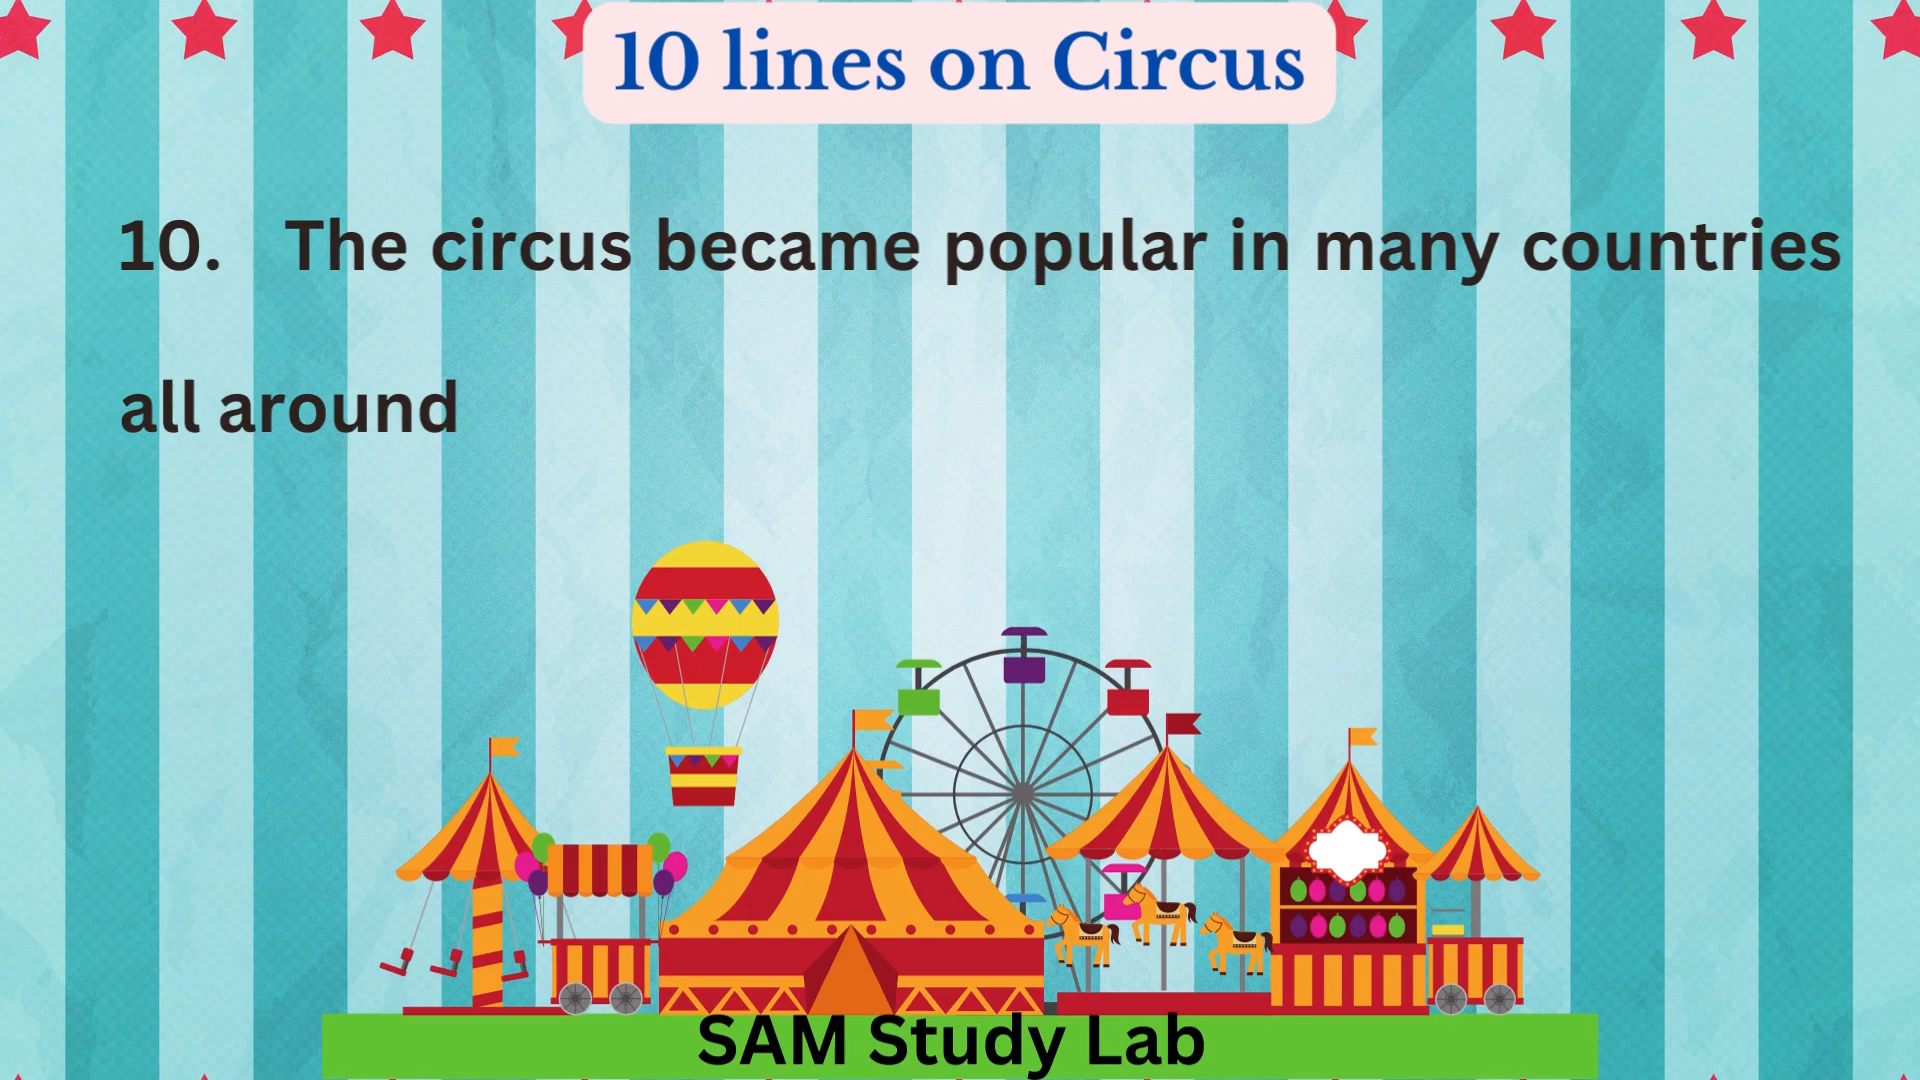 10 lines on Circus
10. The circus became popular in many countries
all around
SAM Study Lab